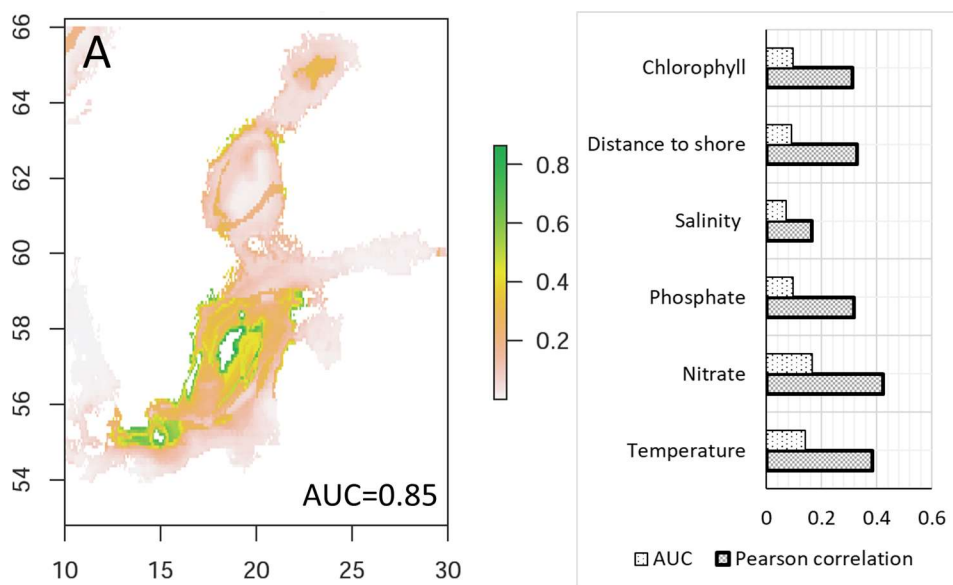 A
66
64
62
60
58
56
54
AUC=0.85
10 15 20 25 30
0.8
0.6
0.4
0.2
Chlorophyll
Distance to shore
Salinity
Phosphate
Nitrate
Temperature
0 0.2 0.4 0.6
AUC Pearson correlation